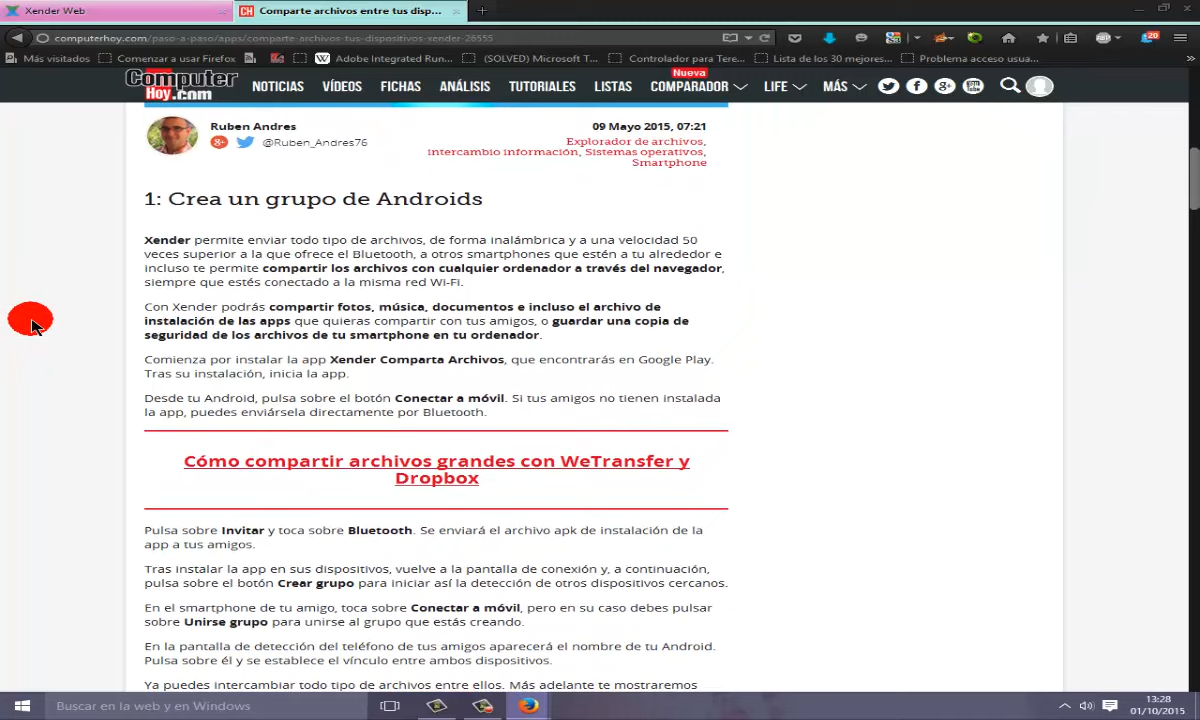 Xender Web
CH Comparte archivos entre tus disp...
computerhoy.com/paso-a-paso/apps/comparte-archivos-tus-dispositivos-xender-26555
20
Más visitados Comenzar a usar Firefox W Adobe Integrated Run... (SOLVED) Microsoft T... Controlador para Tere... Lista de los 30 mejores... Problema acceso usua...
Computer Hoy.com NOTICIAS VÍDEOS FICHAS ANÁLISIS TUTORIALES LISTAS Nueva COMPARADOR LIFE MÁS
Ruben Andres
09 Mayo 2015, 07:21
@Ruben_Andres76
Explorador de archivos,
intercambio información, Sistemas operativos,
Smartphone
1: Crea un grupo de Androids
Xender permite enviar todo tipo de archivos, de forma inalámbrica y a una velocidad 50
veces superior a la que ofrece el Bluetooth, a otros smartphones que estén a tu alrededor e
incluso te permite compartir los archivos con cualquier ordenador a través del navegador,
siempre que estés conectado a la misma red Wi-Fi.
Con Xender podrás compartir fotos, música, documentos e incluso el archivo de
instalación de las apps que quieras compartir con tus amigos, o guardar una copia de
seguridad de los archivos de tu smartphone en tu ordenador.
Comienza por instalar la app Xender Comparta Archivos, que encontrarás en Google Play.
Tras su instalación, inicia la app.
Desde tu Android, pulsa sobre el botón Conectar a móvil. Si tus amigos no tienen instalada
la app, puedes enviársela directamente por Bluetooth.
Cómo compartir archivos grandes con WeTransfer y
Dropbox
Pulsa sobre Invitar y toca sobre Bluetooth. Se enviará el archivo apk de instalación de la
app a tus amigos.
Tras instalar la app en sus dispositivos, vuelve a la pantalla de conexión y, a continuación,
pulsa sobre el botón Crear grupo para iniciar así la detección de otros dispositivos cercanos.
En el smartphone de tu amigo, toca sobre Conectar a móvil, pero en su caso debes pulsar
sobre Unirse grupo para unirse al grupo que estás creando.
En la pantalla de detección del teléfono de tus amigos aparecerá el nombre de tu Android.
Pulsa sobre él y se establece el vínculo entre ambos dispositivos.
Ya puedes intercambiar todo tipo de archivos entre ellos. Más adelante te mostraremos
Buscar en la web y en Windows
13:28
01/10/2015